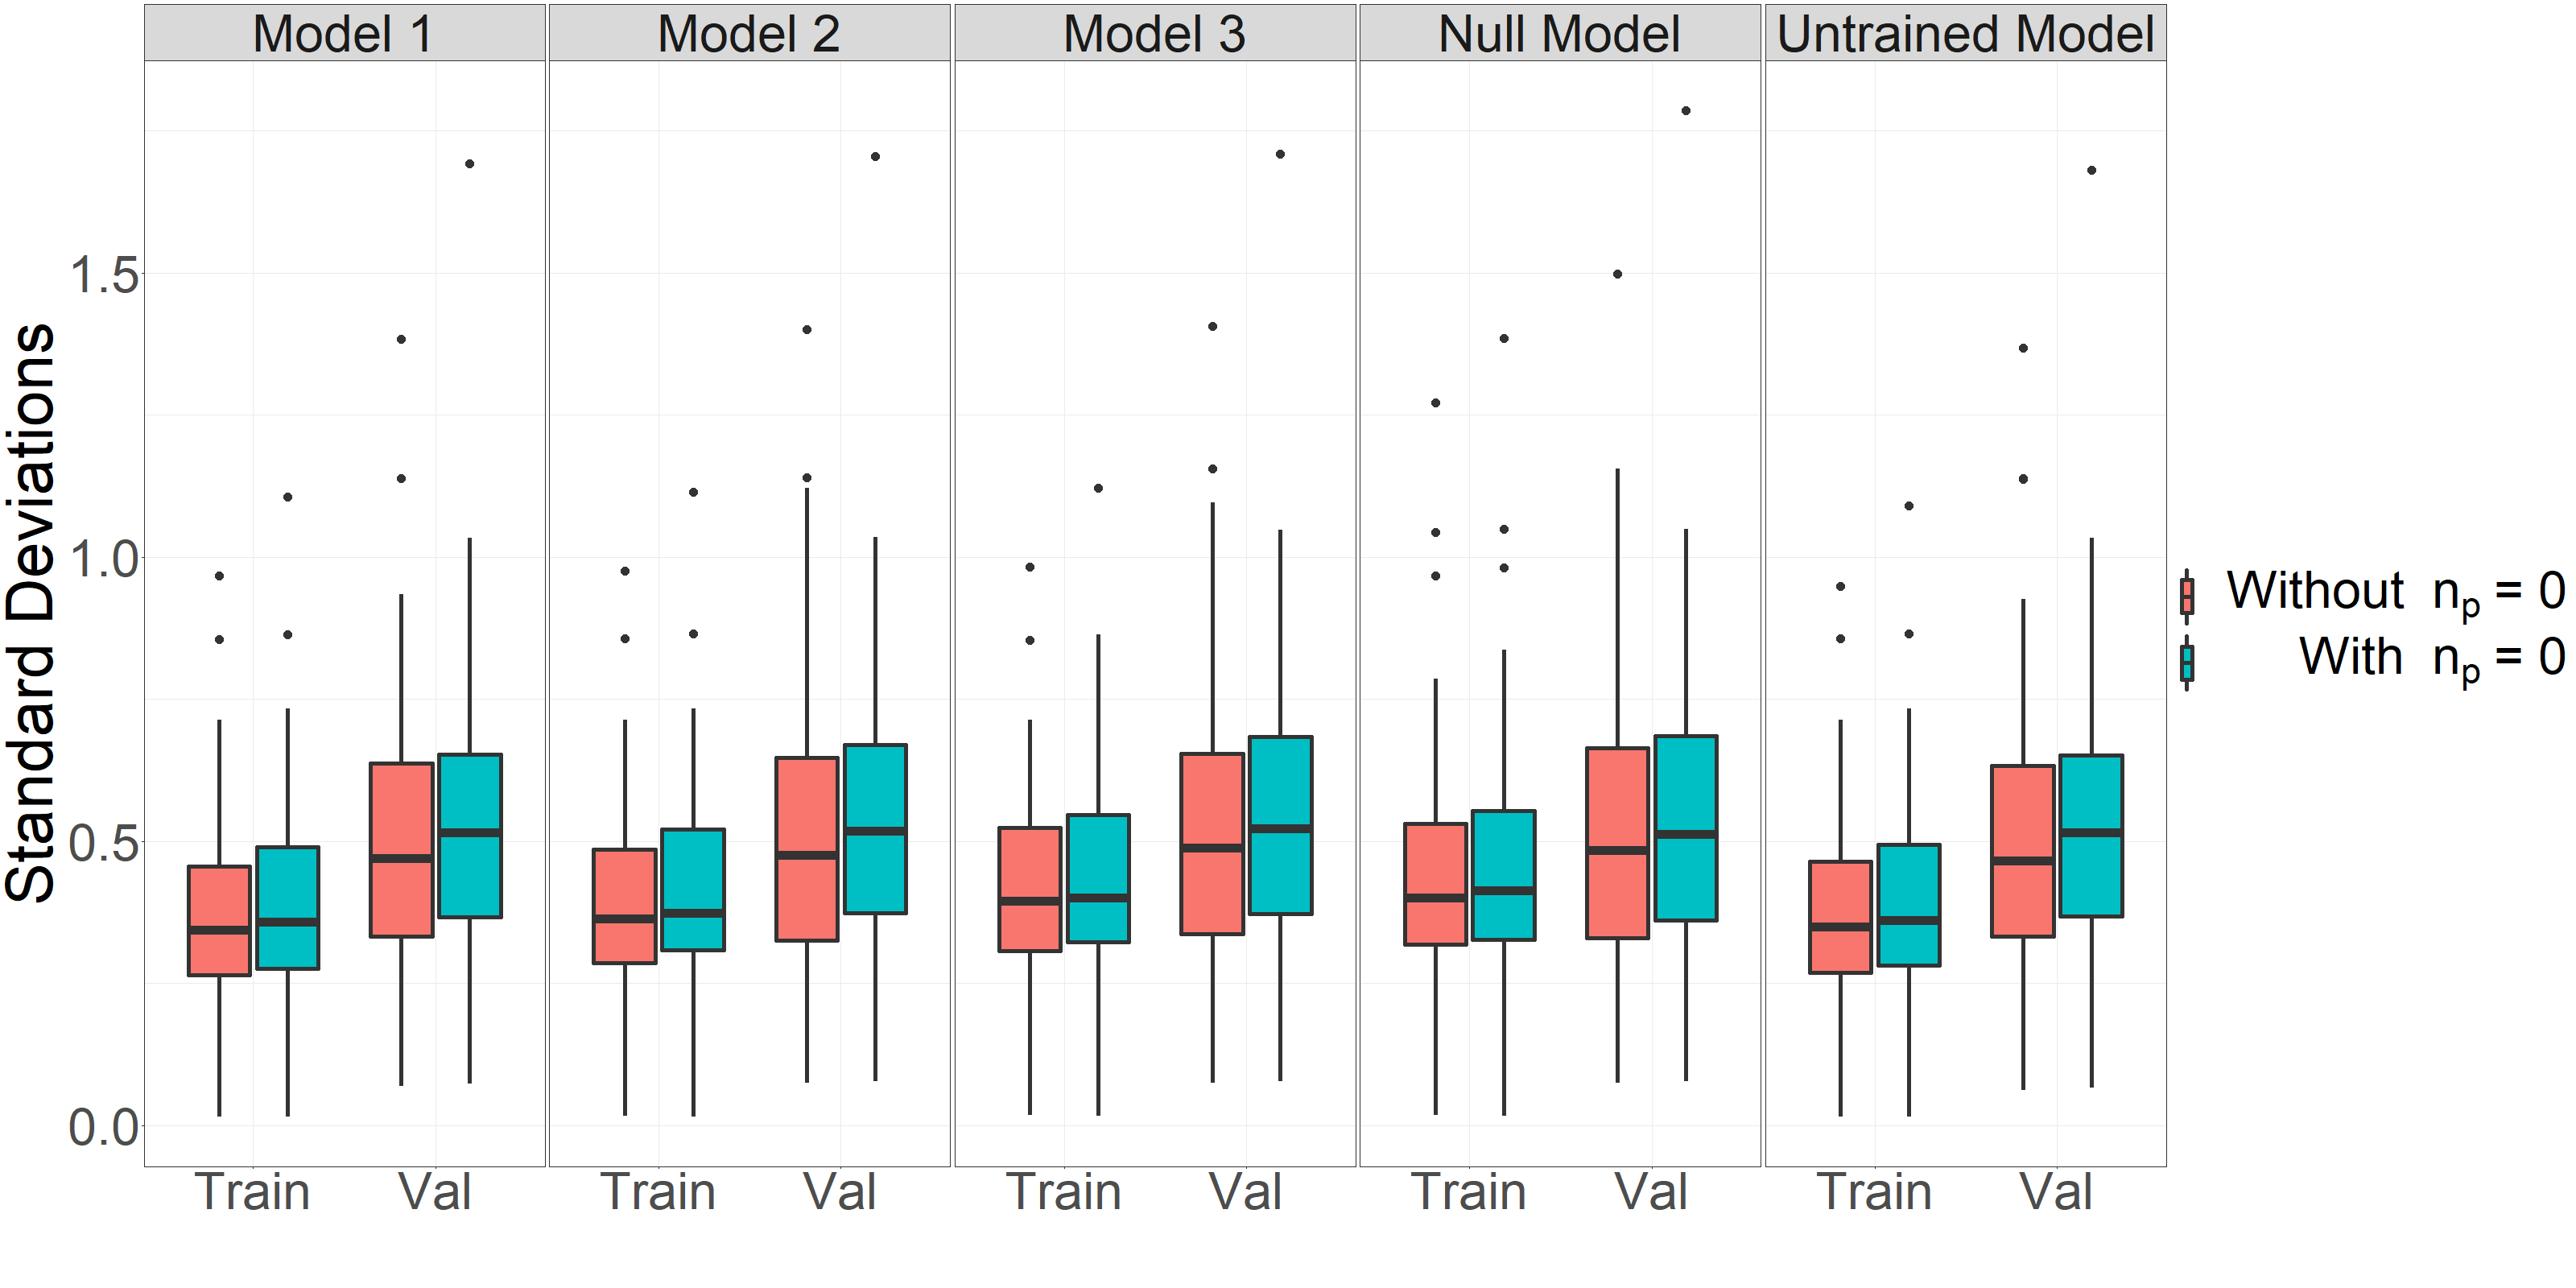 Model 1
Model 2
Model 3
Null Model
Untrained Model
Standard Deviations
1.5
1.0
0.5
0.0
Train
Val
Train
Val
Train
Val
Train
Val
Train
Val
Without nₚ = 0
With nₚ = 0